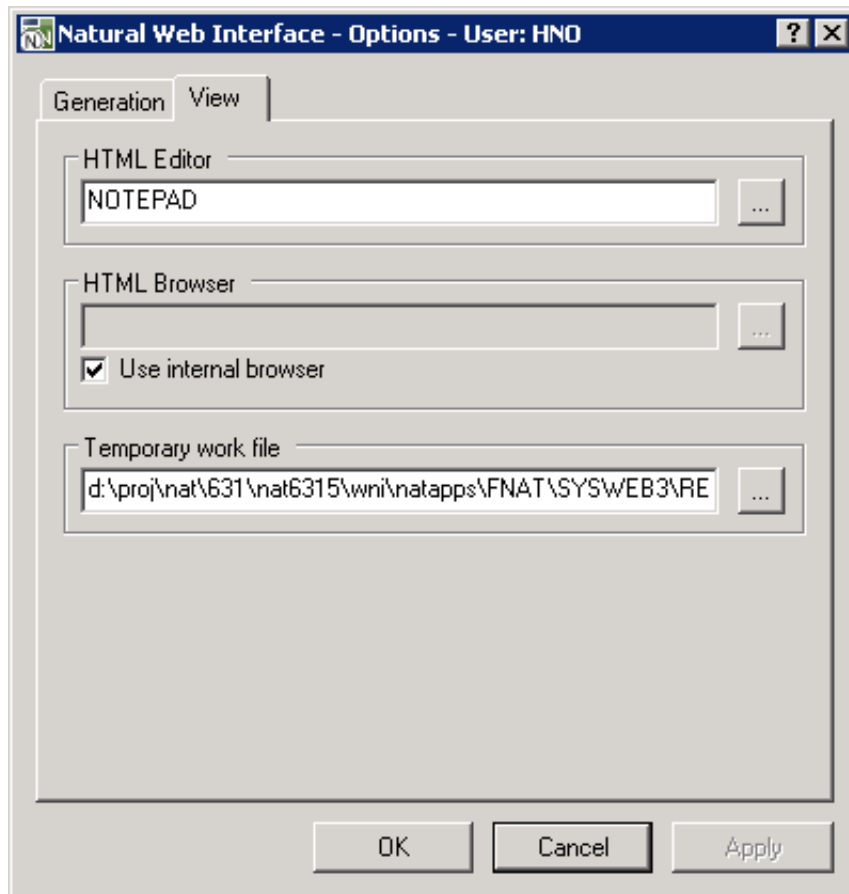 Natural Web Interface - Options - User: HNO
Generation View
HTML Editor
NOTEPAD
...
HTML Browser
...
Use internal browser
Temporary work file
d:\proj\nat\631\nat6315\wni\natapps\FNAT\SYSWEB3\RE
...
OK Cancel Apply